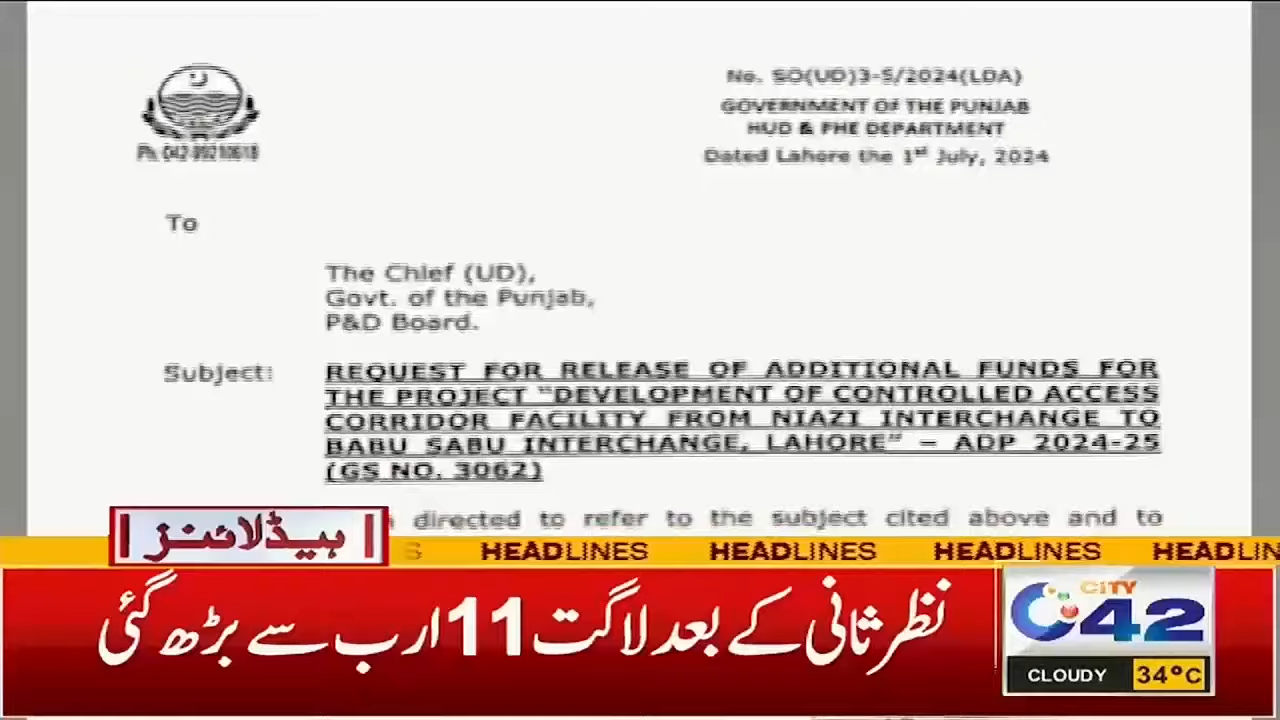 No. SO(UD)3-5/2024(LDA)
GOVERNMENT OF THE PUNJAB
HUD & PHE DEPARTMENT
Dated Lahore the 1st July, 2024
To
The Chief (UD),
Govt. of the Punjab,
P&D Board.
Subject:
REQUEST FOR RELEASE OF ADDITIONAL FUNDS FOR
THE PROJECT "DEVELOPMENT OF CONTROLLED ACCESS
CORRIDOR FACILITY FROM NIAZI INTERCHANGE TO
BABU SABU INTERCHANGE, LAHORE" – ADP 2024-25
(GS NO. 3062)
directed to refer to the subject cited above and to
ہیڈلائنز
S HEADLINES HEADLINES HEADLINES HEADLIN
نظرثانی کے بعد لاگت 11 ارب سے بڑھ گئی
CITY
42
CLOUDY 34°C